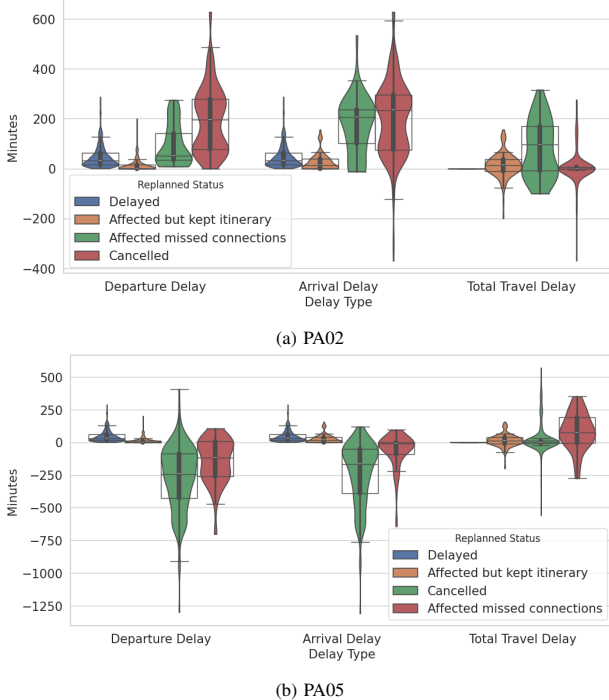 600
400
200
0
−200
−400
Minutes
Replanned Status
Delayed
Affected but kept itinerary
Affected missed connections
Cancelled
Departure Delay
Arrival Delay
Total Travel Delay
Delay Type
(a) PA02
500
250
0
−250
−500
−750
−1000
−1250
Minutes
Replanned Status
Delayed
Affected but kept itinerary
Cancelled
Affected missed connections
Departure Delay
Arrival Delay
Total Travel Delay
Delay Type
(b) PA05